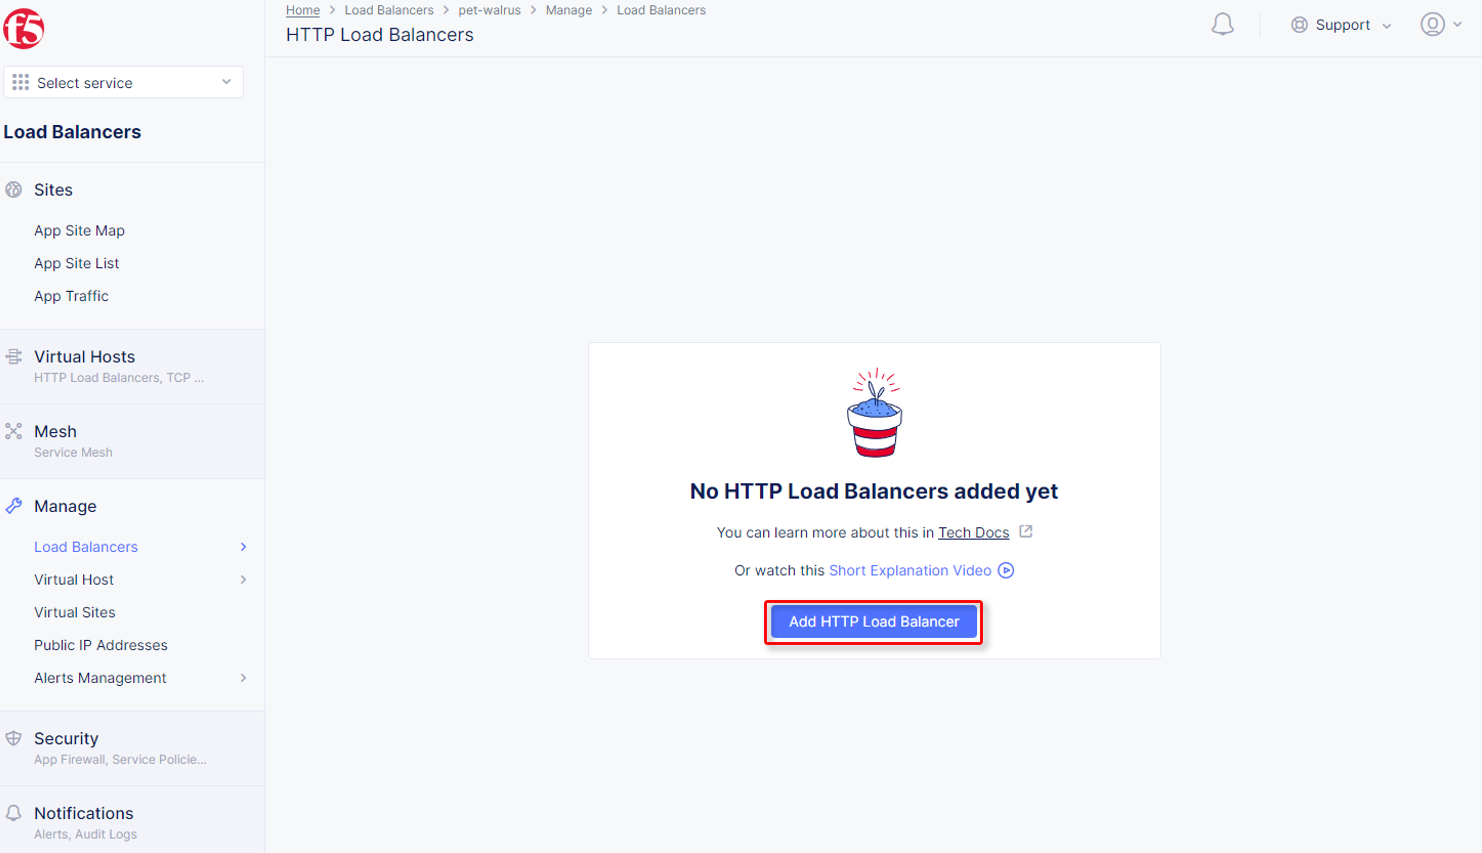 f5
Select service
Load Balancers
Sites
App Site Map
App Site List
App Traffic
Virtual Hosts
HTTP Load Balancers, TCP ...
Mesh
Service Mesh
Manage
Load Balancers
Virtual Host
Virtual Sites
Public IP Addresses
Alerts Management
Security
App Firewall, Service Policie...
Notifications
Alerts, Audit Logs
Home > Load Balancers > pet-walrus > Manage > Load Balancers
HTTP Load Balancers
Support
No HTTP Load Balancers added yet
You can learn more about this in Tech Docs
Or watch this Short Explanation Video
Add HTTP Load Balancer